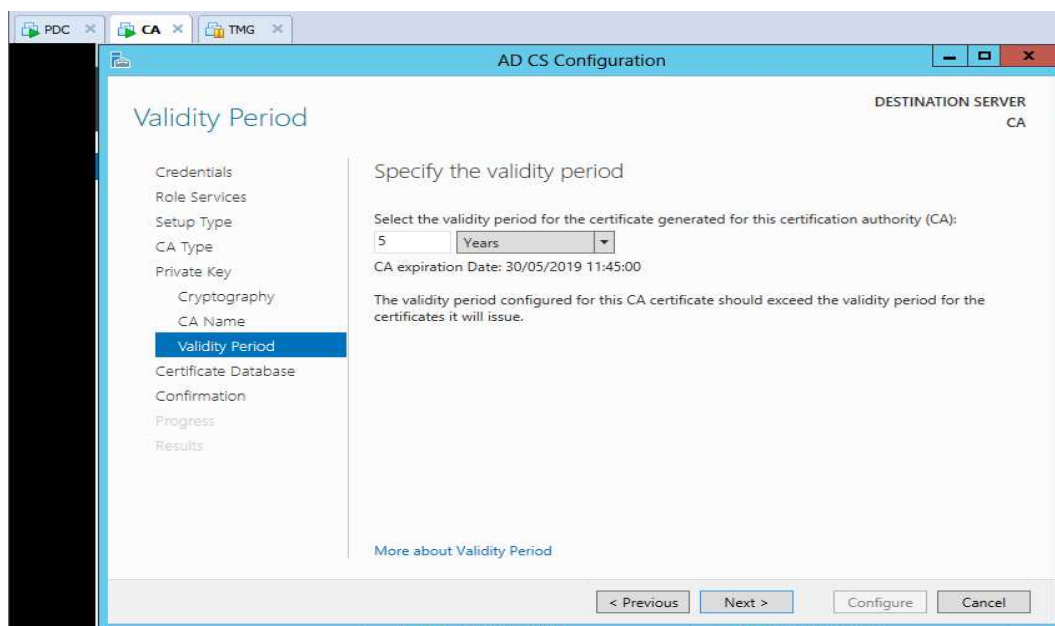 PDC CA TMG
AD CS Configuration
Validity Period
DESTINATION SERVER
CA
Credentials
Role Services
Setup Type
CA Type
Private Key
Cryptography
CA Name
Validity Period
Certificate Database
Confirmation
Progress
Results
Specify the validity period
Select the validity period for the certificate generated for this certification authority (CA):
5 Years
CA expiration Date: 30/05/2019 11:45:00
The validity period configured for this CA certificate should exceed the validity period for the
certificates it will issue.
More about Validity Period
< Previous Next > Configure Cancel